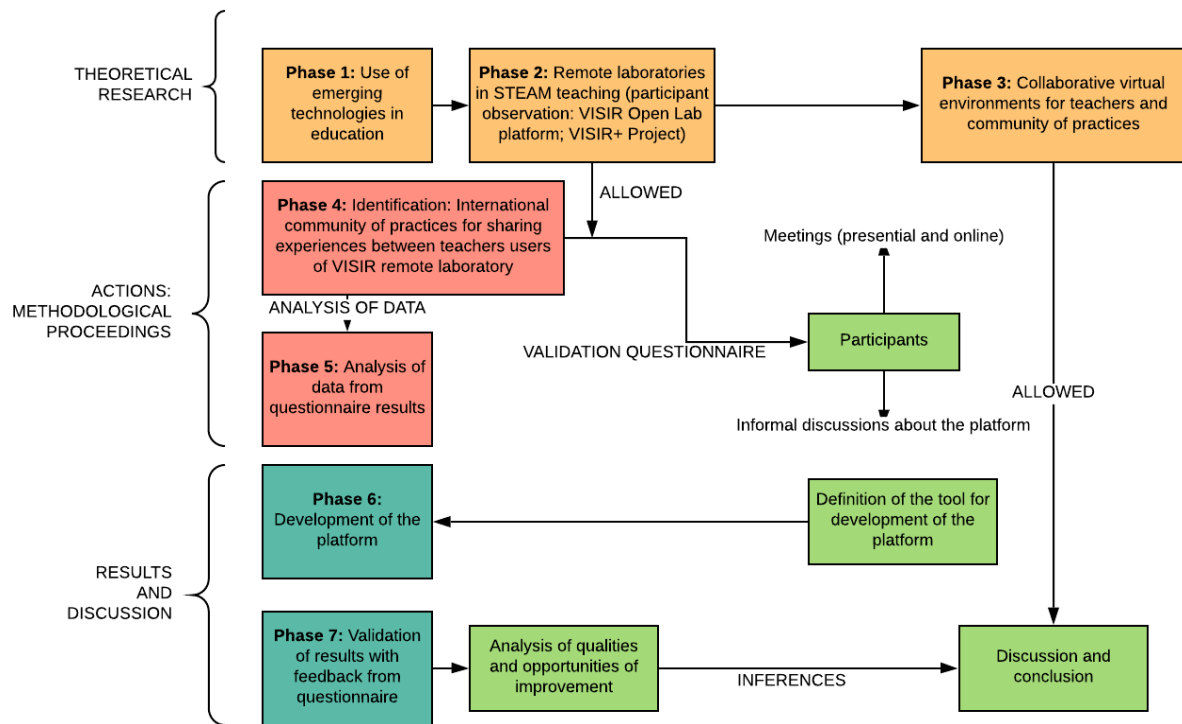 THEORETICAL
RESEARCH
Phase 1: Use of
emerging
technologies in
education
Phase 2: Remote laboratories
in STEAM teaching (participant
observation: VISIR Open Lab
platform; VISIR+ Project)
Phase 3: Collaborative virtual
environments for teachers and
community of practices
ALLOWED
ACTIONS:
METHODOLOGICAL
PROCEEDINGS
Phase 4: Identification: International
community of practices for sharing
experiences between teachers users
of VISIR remote laboratory
ANALYSIS OF DATA
Phase 5: Analysis of
data from
questionnaire results
VALIDATION QUESTIONNAIRE
Meetings (presential and online)
Participants
Informal discussions about the platform
ALLOWED
RESULTS
AND
DISCUSSION
Phase 6:
Development of the
platform
Definition of the tool for
development of the
platform
Phase 7: Validation
of results with
feedback from
questionnaire
Analysis of qualities
and opportunities of
improvement
INFERENCES
Discussion and
conclusion